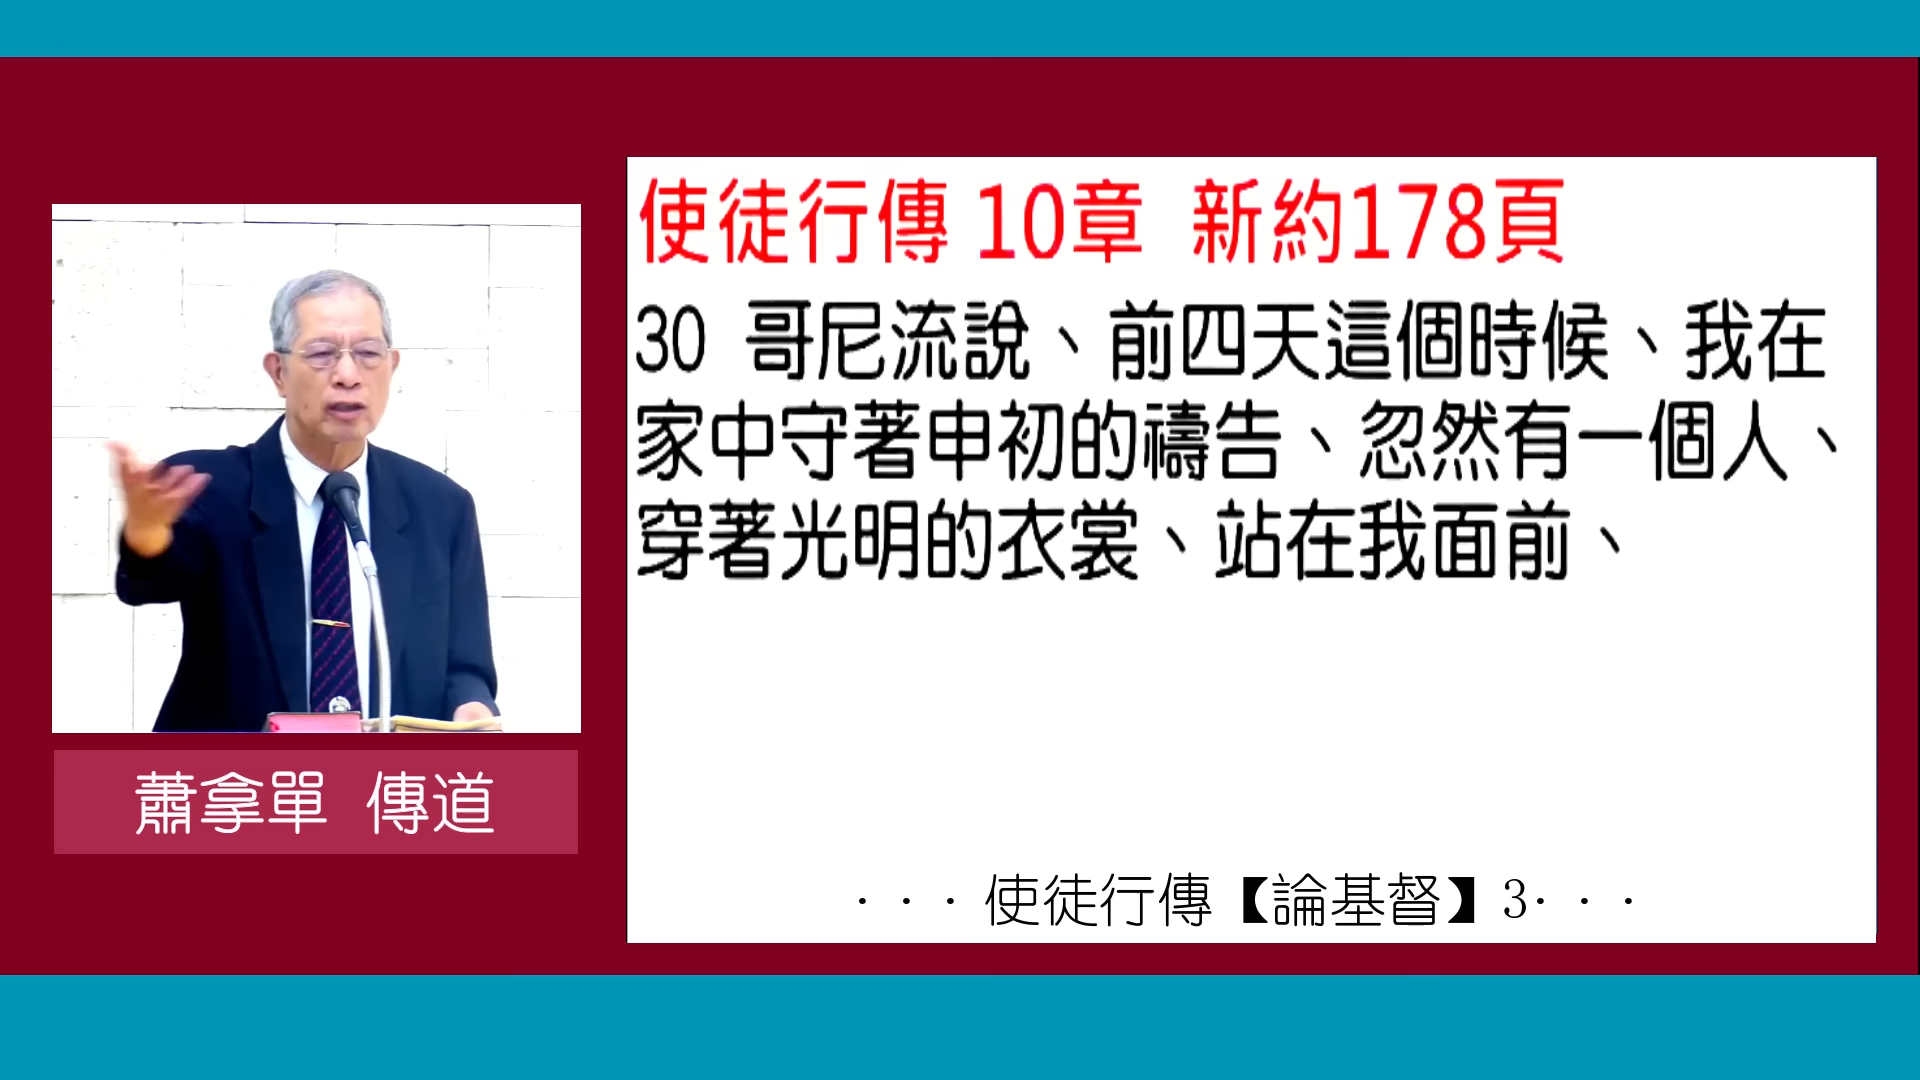 使徒行傳 10章 新約178頁
30 哥尼流說、前四天這個時候、我在
家中守著申初的禱告、忽然有一個人、
穿著光明的衣裳、站在我面前、
蕭拿單 傳道
···使徒行傳【論基督】3···